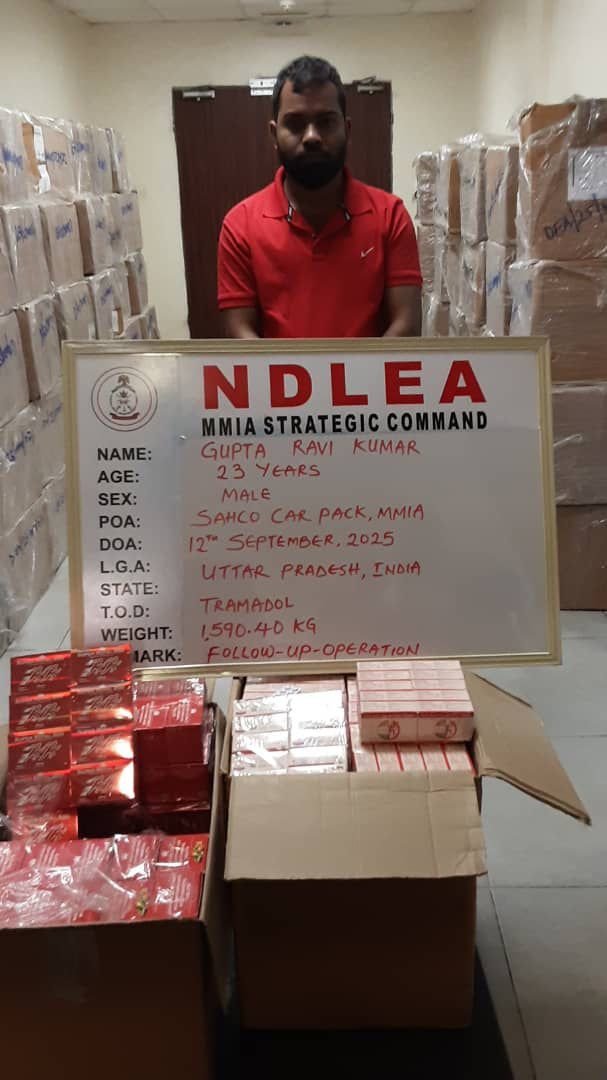 NDLEA
MMIA STRATEGIC COMMAND
NAME: GUPTA RAVI KUMAR
AGE: 23 YEARS
SEX: MALE
POA: SAHCO CAR PACK, MMIA
DOA: 12TH SEPTEMBER, 2025
L.G.A: UTTAR PRADESH, INDIA
STATE:
T.O.D: TRAMADOL
WEIGHT: 1,590.40 KG
MARK: FOLLOW-UP-OPERATION